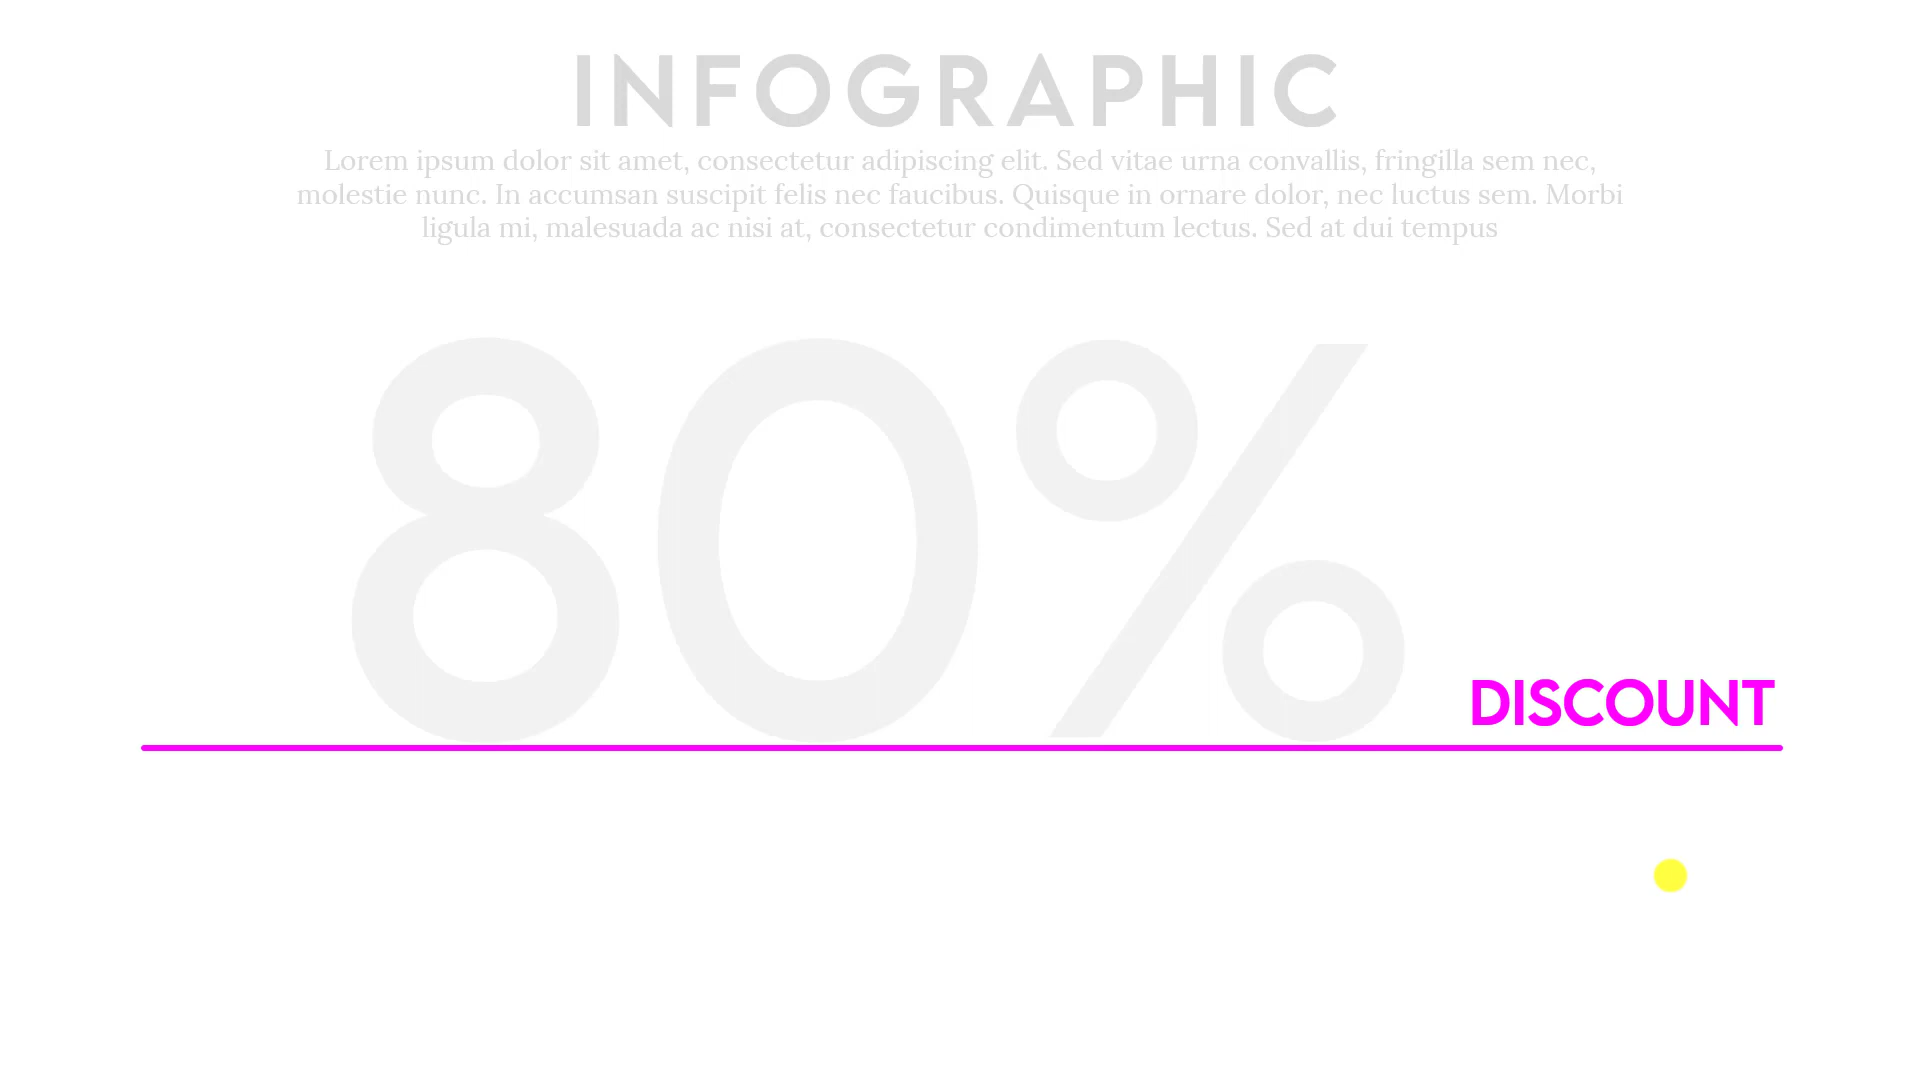 INFOGRAPHIC
Lorem ipsum dolor sit amet, consectetur adipiscing elit. Sed vitae urna convallis, fringilla sem nec,
molestie nunc. In accumsan suscipit felis nec faucibus. Quisque in ornare dolor, nec luctus sem. Morbi
ligula mi, malesuada ac nisi at, consectetur condimentum lectus. Sed at dui tempus
80%
DISCOUNT